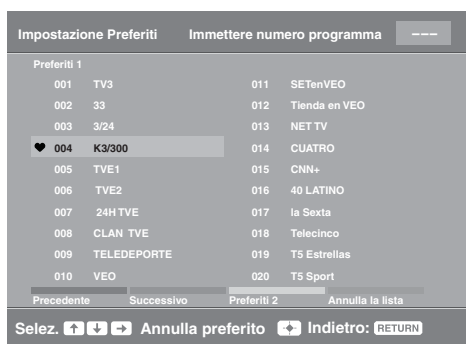 Impostazione Preferiti Immettere numero programma ---
Preferiti 1
001 TV3 011 SETenVEO
002 33 012 Tienda en VEO
003 3/24 013 NET TV
004 K3/300 014 CUATRO
005 TVE1 015 CNN+
006 TVE2 016 40 LATINO
007 24H TVE 017 la Sexta
008 CLAN TVE 018 Telecinco
009 TELEDEPORTE 019 T5 Estrellas
010 VEO 020 T5 Sport
Precedente Successivo Preferiti 2 Annulla la lista
Selez. ↑ ↓ → Annulla preferito Indietro: RETURN